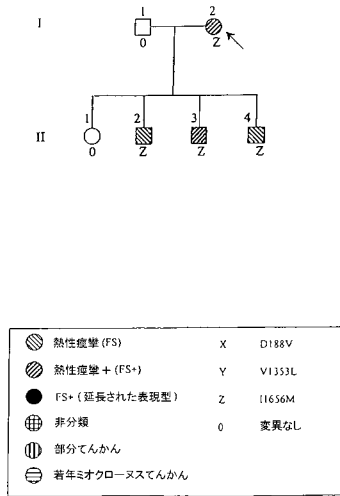 1 2
I
0 Z
1 2 3 4
II
0 Z Z Z
熱性痙攣 (FS) X D188V
熱性痙攣+ (FS+) Y V1353L
FS+ (延長された表現型) Z I1656M
非分類 0 変異なし
部分てんかん
若年ミオクローヌスてんかん